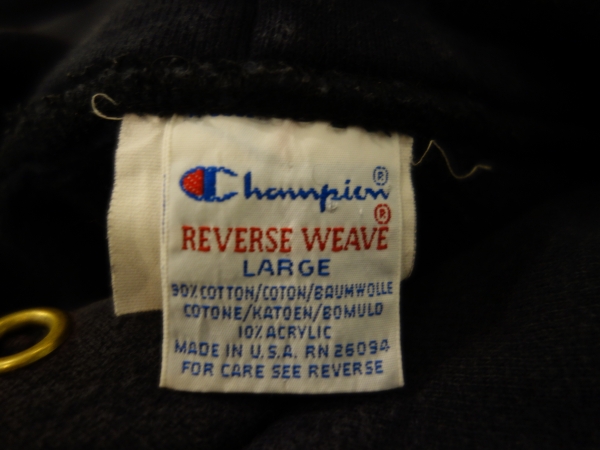 Champion®
®
REVERSE WEAVE
LARGE
90% COTTON/COTON/BAUMWOLLE
COTONE/KATOEN/BOMULD
10% ACRYLIC
MADE IN U.S.A. RN 26094
FOR CARE SEE REVERSE